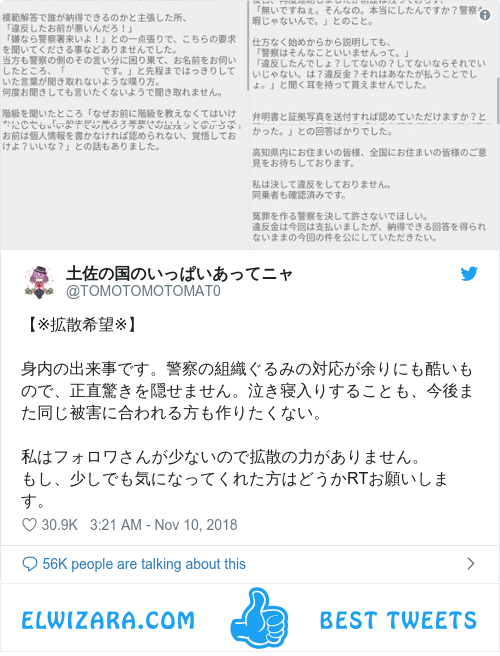 模範解答で誰が納得できるのかと主張した所、
「違反したお前が悪いんだろ！」
「嫌なら警察署来いよ！」との一点張りで、こちらの要求
を聞いてくださる事などありませんでした。
当方も警察の側のその言い分に困り果て、お名前をお伺い
したところ、「　　　　です。」と先程まではっきりして
いた言葉が聞き取れないような喋り方。
何度お聞きしても言いたくないようで聞き取れません。
階級を聞いたところ「なぜお前に階級を教えなくてはいけ
お前は個人情報を書かなければ認められない、覚悟してお
けよ？いいな？」との話もありました。
「無いですねぇ。そんなの。本当にしたんですか？警察も
暇じゃないんで。」とのこと。
仕方なく始めからから説明しても、
「警察はそんなこといいませんって。」
「違反したんでしょ？してないの？してないならそれでい
いじゃない。は？違反金？それはあなたが払うことでし
ょ。」と聞く耳を持って貰えませんでした。
弁明書と証拠写真を送付すれば認めていただけますか？と
かった。」との回答ばかりでした。
高知県内にお住まいの皆様、全国にお住まいの皆様のご意
見をお待ちしております。
私は決して違反をしておりません。
同乗者も確認済みです。
冤罪を作る警察を決して許さないでほしい。
違反金は今回は支払いましたが、納得できる回答を得られ
ないままの今回の件を公にしていただきたい。
土佐の国のいっぱいあってニャ
@TOMOTOMOTOMAT0
【※拡散希望※】
身内の出来事です。警察の組織ぐるみの対応が余りにも酷いも
ので、正直驚きを隠せません。泣き寝入りすることも、今後ま
た同じ被害に合われる方も作りたくない。
私はフォロワさんが少ないので拡散の力がありません。
もし、少しでも気になってくれた方はどうかRTお願いしま
す。
30.9K 3:21 AM - Nov 10, 2018
56K people are talking about this
ELWIZARA.COM BEST TWEETS